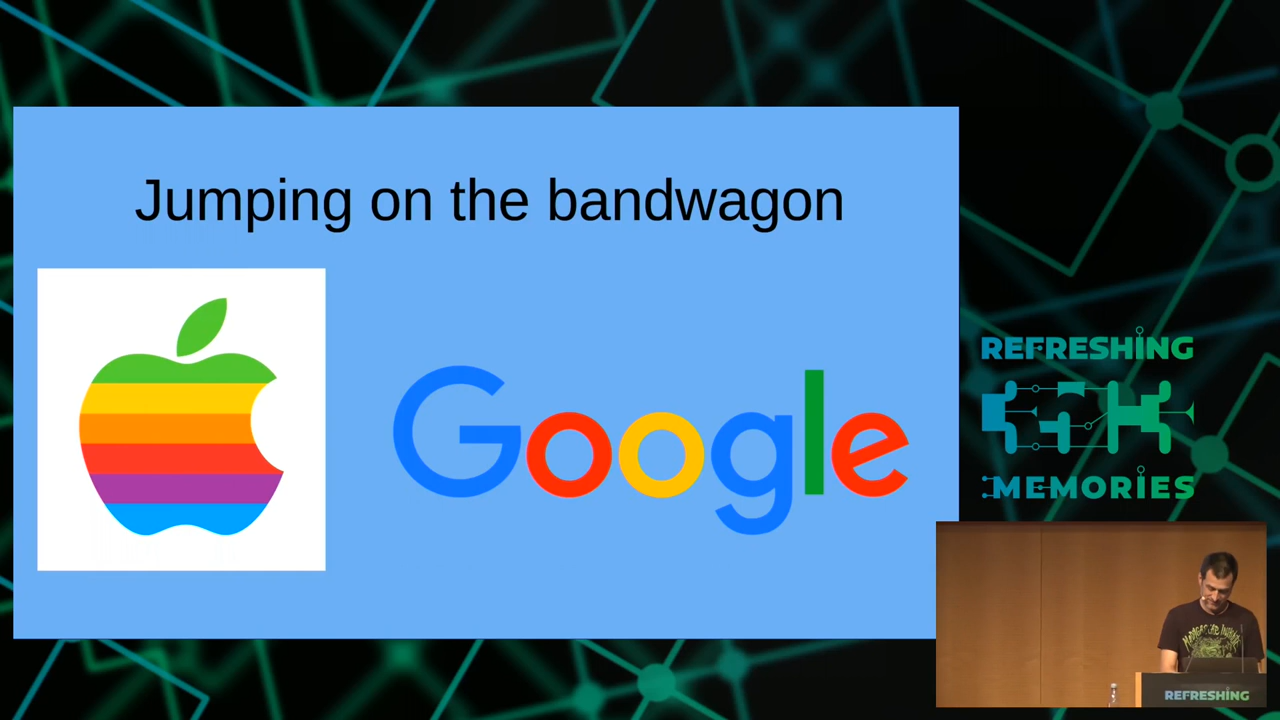 Jumping on the bandwagon
Google
REFRESHING
MEMORIES
REFRESHING